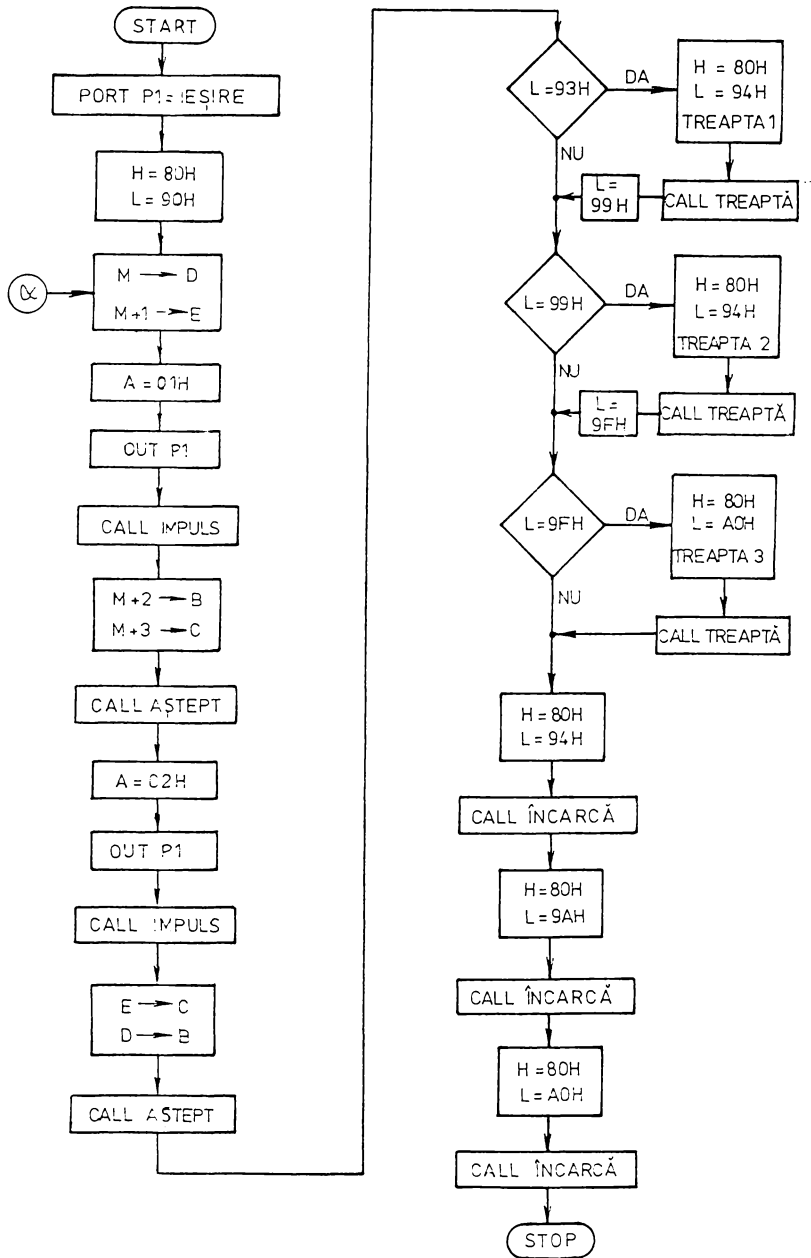 START
PORT P1=IEȘIRE
H = 80H
L = 90H
α
M → D
M+1 → E
A = 01H
OUT P1
CALL IMPULS
M+2 → B
M+3 → C
CALL AȘTEPT
A = 02H
OUT P1
CALL IMPULS
E → C
D → B
CALL AȘTEPT
L=93H
DA
H = 80H
L = 94H
TREAPTA 1
NU
L=
99H
CALL TREAPTĂ
L=99H
DA
H = 80H
L = 94H
TREAPTA 2
NU
L=
9FH
CALL TREAPTĂ
L=9FH
DA
H = 80H
L = A0H
TREAPTA 3
NU
CALL TREAPTĂ
H = 80H
L = 94H
CALL ÎNCARCĂ
H=80H
L=9AH
CALL ÎNCARCĂ
H=80H
L=A0H
CALL ÎNCARCĂ
STOP